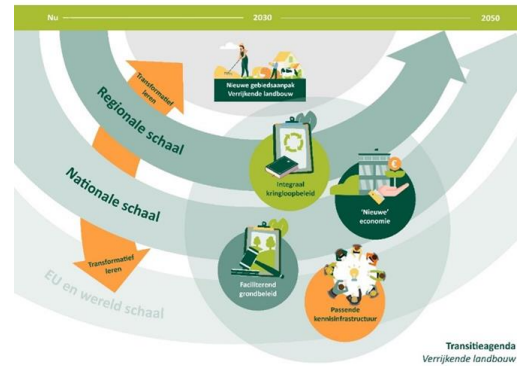 Nu
2030
2050
Transformatief
leren
Nieuwe gebiedsaanpak
Verrijkende landbouw
Regionale schaal
Integraal
kringloopbeleid
€
'Nieuwe'
economie
Nationale schaal
Transformatief
leren
Faciliterend
grondbeleid
Passende
kennisinfrastructuur
EU en wereld schaal
Transitieagenda
Verrijkende landbouw